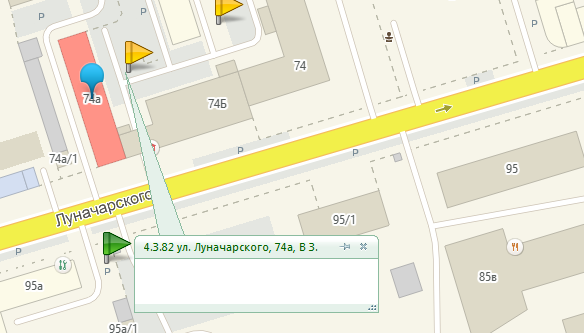 P
P
P
74
P
74а
74Б
74а/1
P
P
95
Луначарского
95/1
P
4.3.82 ул. Луначарского, 74а, В 3.
P
85в
95а
95а/1